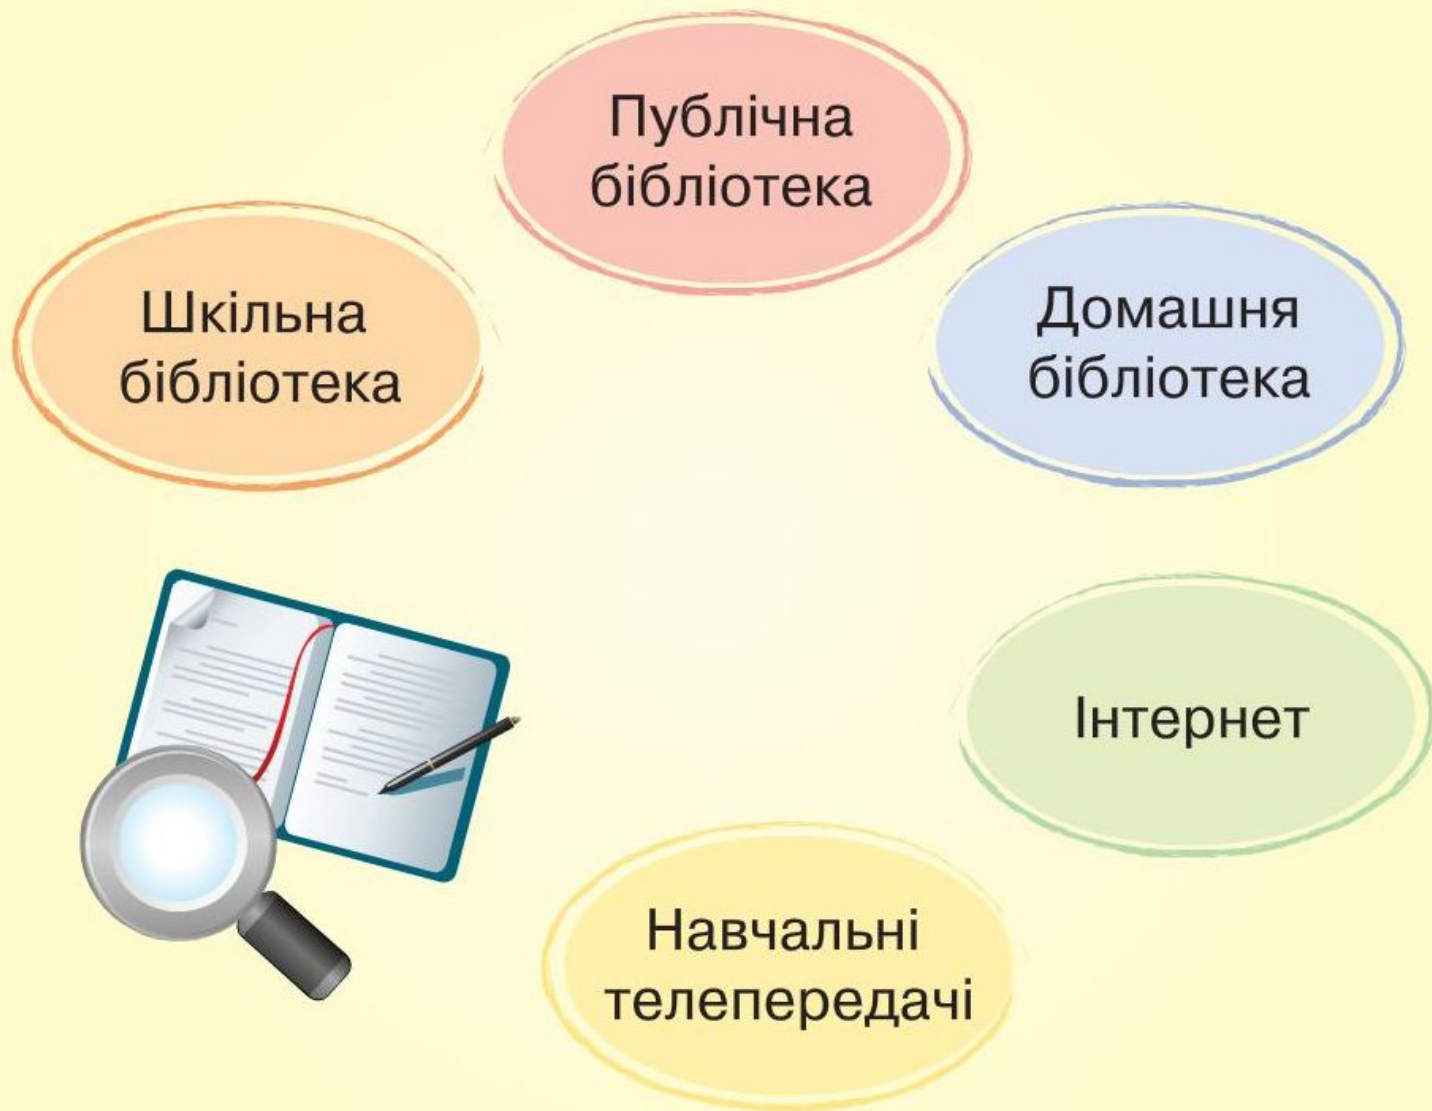 Публічна
бібліотека
Шкільна
бібліотека
Домашня
бібліотека
Інтернет
Навчальні
телепередачі